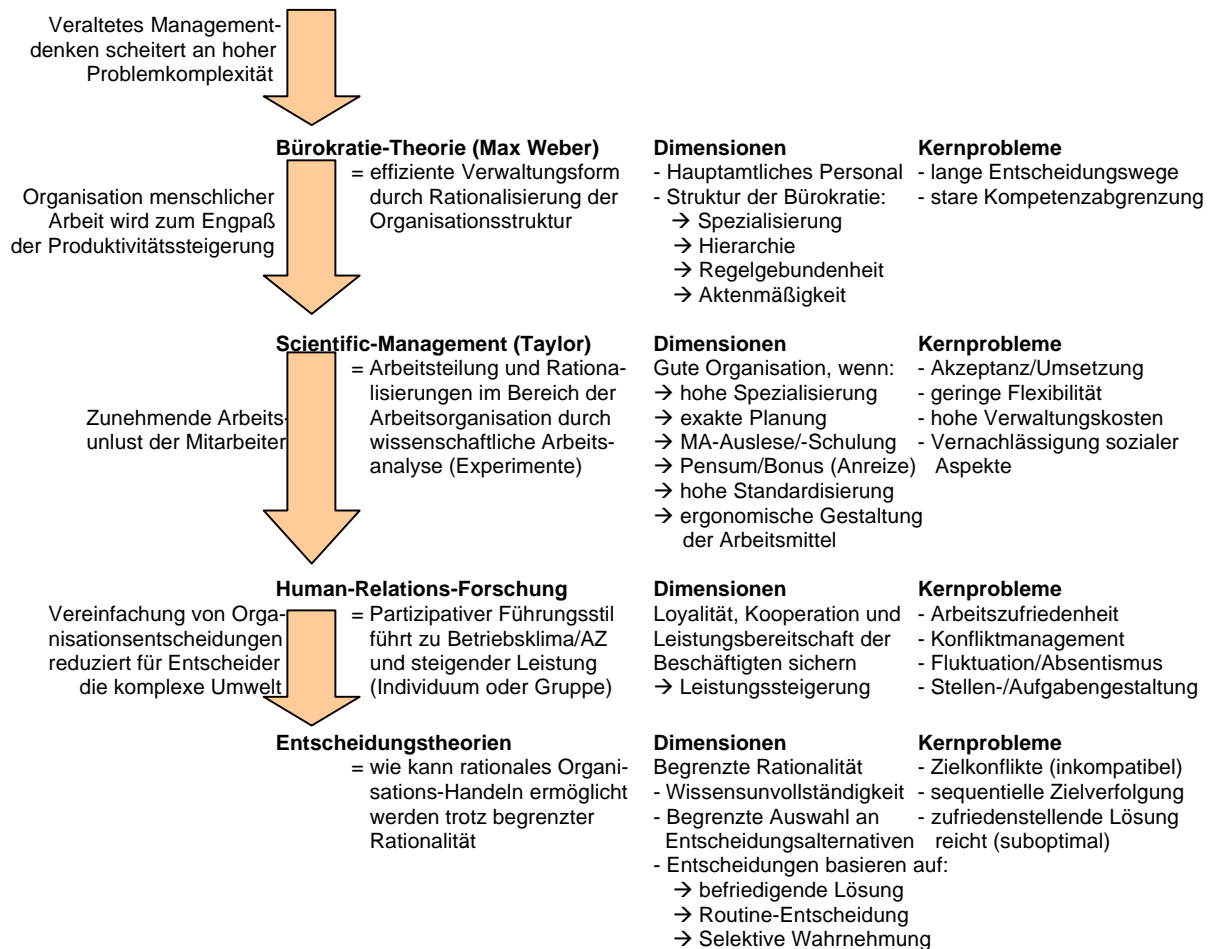 Veraltetes Management-
denken scheitert an hoher
Problemkomplexität
Bürokratie-Theorie (Max Weber)
= effiziente Verwaltungsform
durch Rationalisierung der
Organisationsstruktur
Dimensionen
- Hauptamtliches Personal
- Struktur der Bürokratie:
→ Spezialisierung
→ Hierarchie
→ Regelgebundenheit
→ Aktenmäßigkeit
Kernprobleme
- lange Entscheidungswege
- stare Kompetenzabgrenzung
Organisation menschlicher
Arbeit wird zum Engpaß
der Produktivitätssteigerung
Scientific-Management (Taylor)
= Arbeitsteilung und Rationa-
lisierungen im Bereich der
Arbeitsorganisation durch
wissenschaftliche Arbeits-
analyse (Experimente)
Dimensionen
Gute Organisation, wenn:
→ hohe Spezialisierung
→ exakte Planung
→ MA-Auslese/-Schulung
→ Pensum/Bonus (Anreize)
→ hohe Standardisierung
→ ergonomische Gestaltung
der Arbeitsmittel
Kernprobleme
- Akzeptanz/Umsetzung
- geringe Flexibilität
- hohe Verwaltungskosten
- Vernachlässigung sozialer
Aspekte
Zunehmende Arbeits-
unlust der Mitarbeiter
Human-Relations-Forschung
= Partizipativer Führungsstil
führt zu Betriebsklima/AZ
und steigender Leistung
(Individuum oder Gruppe)
Dimensionen
Loyalität, Kooperation und
Leistungsbereitschaft der
Beschäftigten sichern
→ Leistungssteigerung
Kernprobleme
- Arbeitszufriedenheit
- Konfliktmanagement
- Fluktuation/Absentismus
- Stellen-/Aufgabengestaltung
Vereinfachung von Orga-
nisationsentscheidungen
reduziert für Entscheider
die komplexe Umwelt
Entscheidungstheorien
= wie kann rationales Organi-
sations-Handeln ermöglicht
werden trotz begrenzter
Rationalität
Dimensionen
Begrenzte Rationalität
- Wissensunvollständigkeit
- Begrenzte Auswahl an
Entscheidungsalternativen
- Entscheidungen basieren auf:
→ befriedigende Lösung
→ Routine-Entscheidung
→ Selektive Wahrnehmung
Kernprobleme
- Zielkonflikte (inkompatibel)
- sequentielle Zielverfolgung
- zufriedenstellende Lösung
reicht (suboptimal)